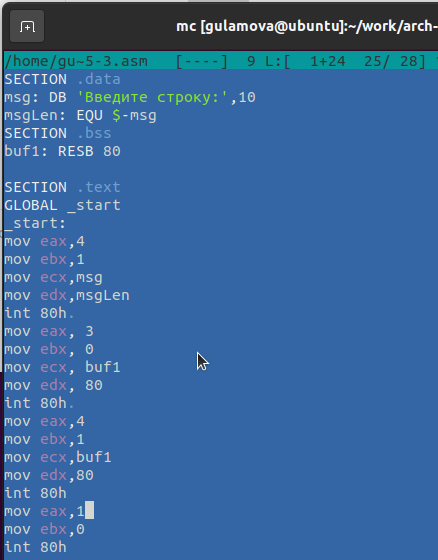 mc [gulamova@ubuntu]:~/work/arch-
/home/gu~5-3.asm   [----]  9 L:[  1+24  25/ 28]
SECTION .data
msg: DB 'Введите строку:',10
msgLen: EQU $-msg
SECTION .bss
buf1: RESB 80

SECTION .text
GLOBAL _start
_start:
mov eax,4
mov ebx,1
mov ecx,msg
mov edx,msgLen
int 80h.
mov eax, 3
mov ebx, 0
mov ecx, buf1
mov edx, 80
int 80h.
mov eax,4
mov ebx,1
mov ecx,buf1
mov edx,80
int 80h
mov eax,1
mov ebx,0
int 80h